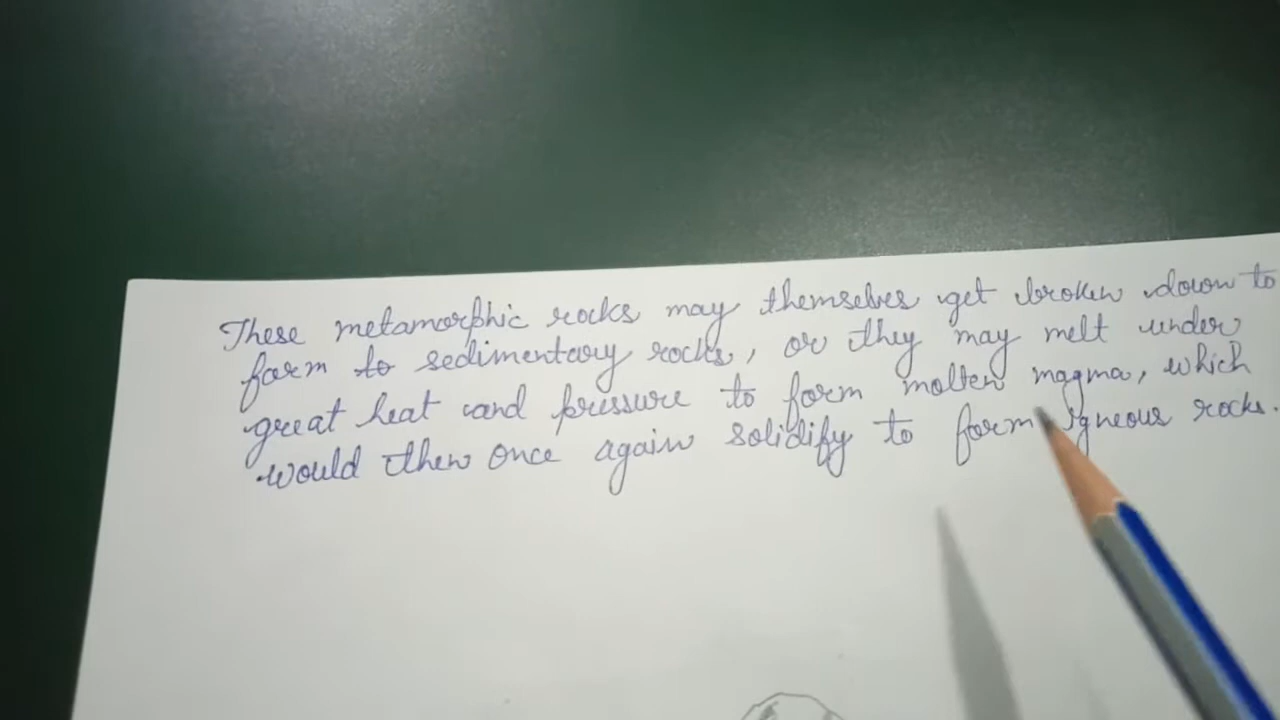 These metamorphic rocks may themselves get broken down to
form to sedimentary rocks, or they may melt under
great heat and pressure to form molten magma, which
would then once again solidify to form igneous rocks.